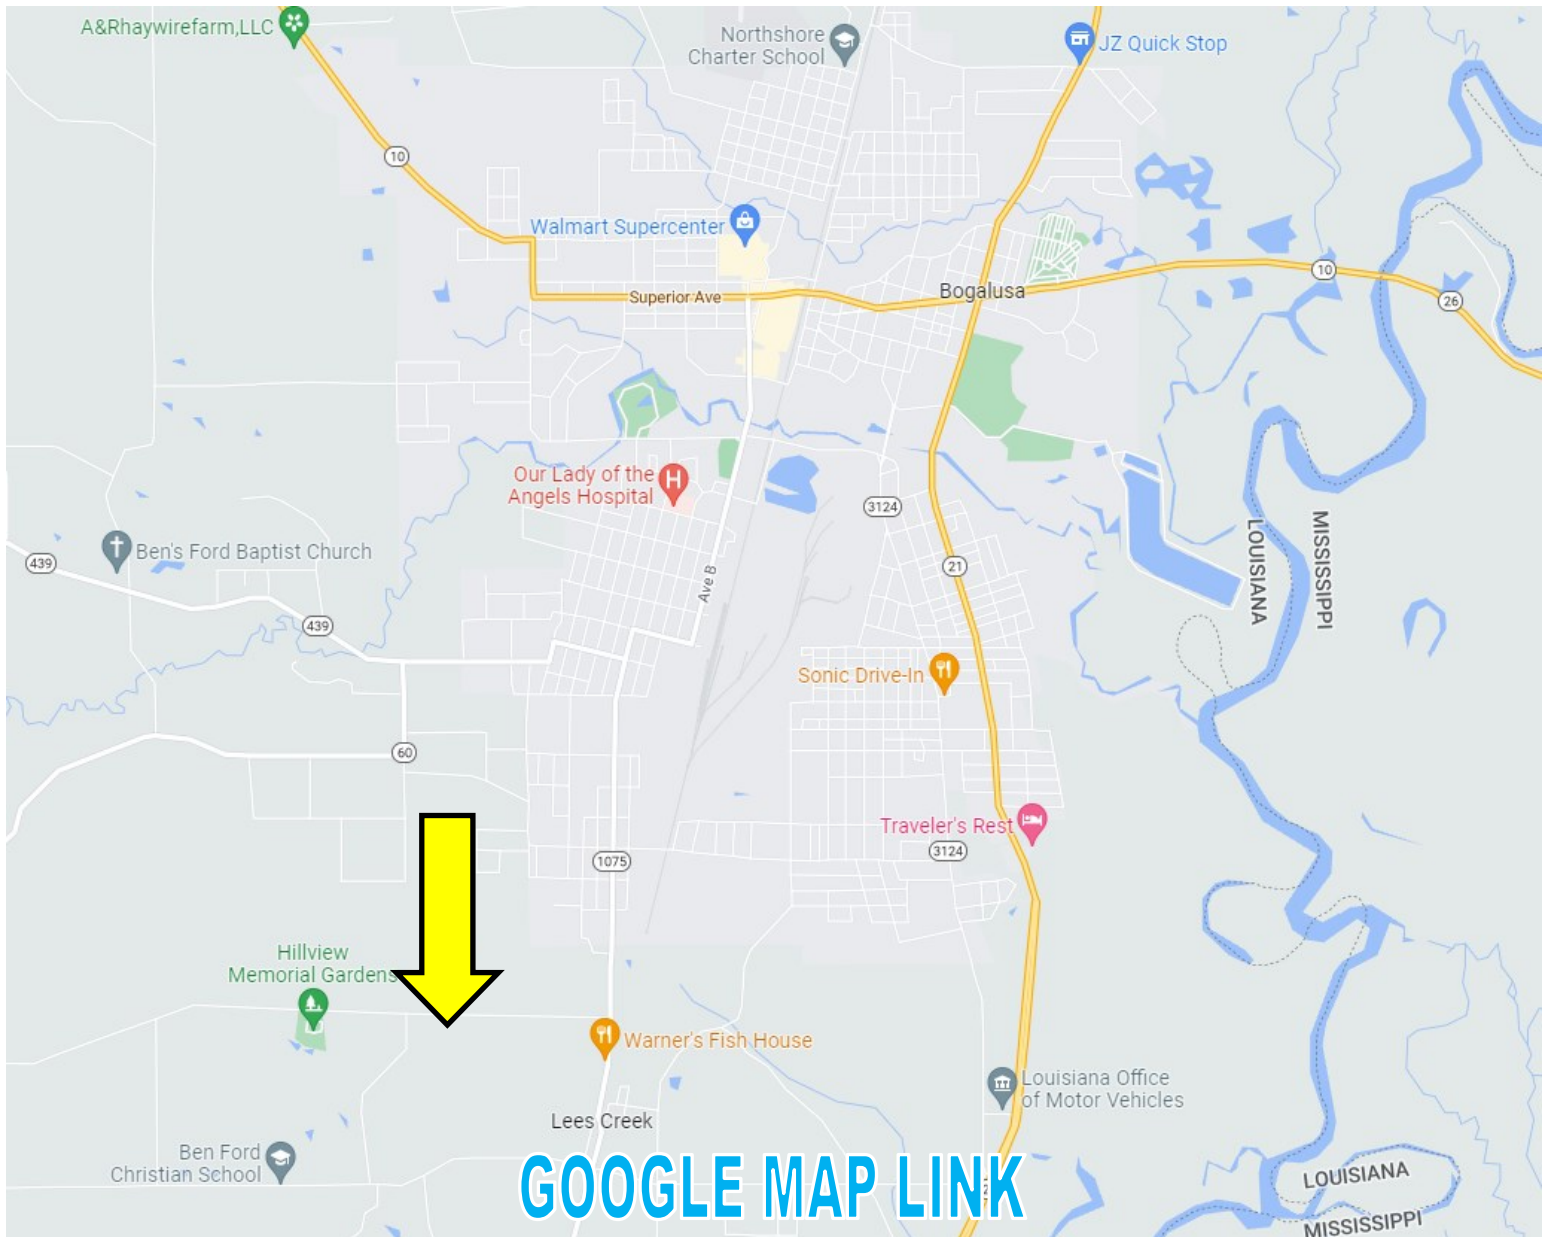 A&Rhaywirefarm,LLC
Northshore
Charter School
JZ Quick Stop
10
Walmart Supercenter
10
Bogalusa
Superior Ave
26
Our Lady of the
Angels Hospital
3124
MISSISSIPPI
LOUISIANA
Ben's Ford Baptist Church
439
21
Ave B
439
Sonic Drive-In
60
Traveler's Rest
3124
1075
Hillview
Memorial Gardens
Warner's Fish House
Louisiana Office
of Motor Vehicles
Lees Creek
Ben Ford
Christian School
LOUISIANA
GOOGLE MAP LINK
21
MISSISSIPPI